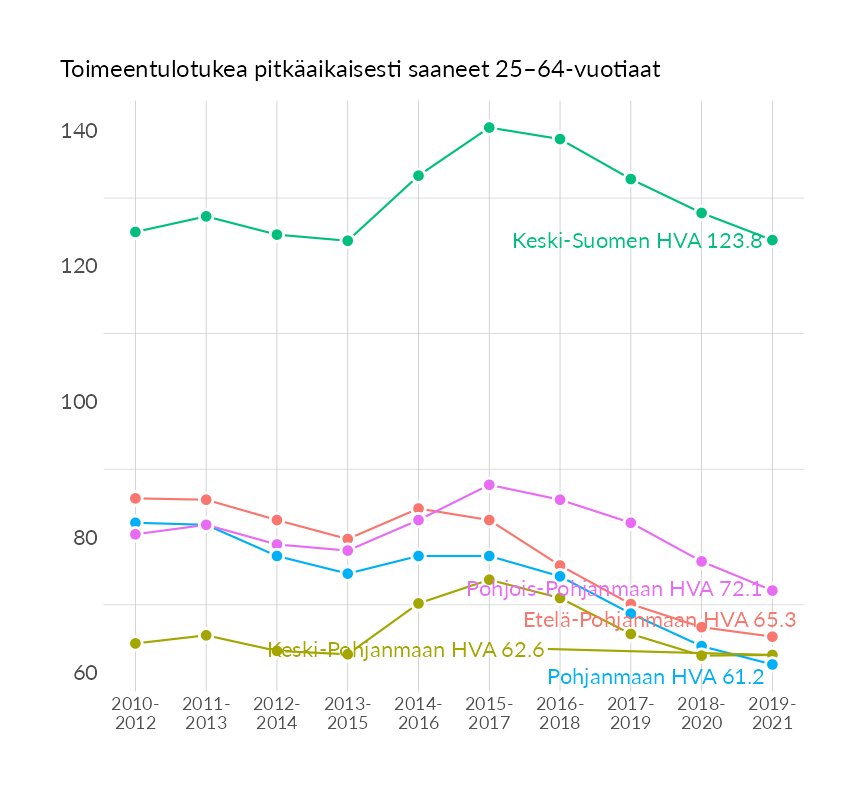 Toimeentulotukea pitkäaikaisesti saaneet 25–64-vuotiaat
140
120
100
80
60
Keski-Suomen HVA 123.8
Pohjois-Pohjanmaan HVA 72.1
Etelä-Pohjanmaan HVA 65.3
Keski-Pohjanmaan HVA 62.6
Pohjanmaan HVA 61.2
2010- 2011- 2012- 2013- 2014- 2015- 2016- 2017- 2018- 2019-
2012 2013 2014 2015 2016 2017 2018 2019 2020 2021